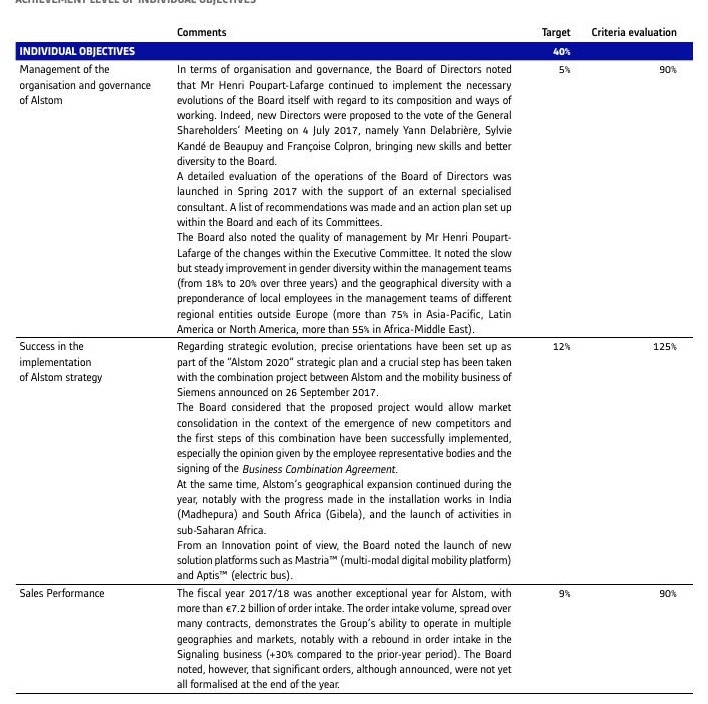 ACHIEVEMENT LEVEL OF INDIVIDUAL OBJECTIVES
Comments Target Criteria evaluation
INDIVIDUAL OBJECTIVES 40%
Management of the organisation and governance of Alstom
In terms of organisation and governance, the Board of Directors noted 5% 90%
that Mr Henri Poupart-Lafarge continued to implement the necessary
evolutions of the Board itself with regard to its composition and ways of
working. Indeed, new Directors were proposed to the vote of the General
Shareholders' Meeting on 4 July 2017, namely Yann Delabrière, Sylvie
Kandé de Beaupuy and Françoise Colpron, bringing new skills and better
diversity to the Board.
A detailed evaluation of the operations of the Board of Directors was
launched in Spring 2017 with the support of an external specialised
consultant. A list of recommendations was made and an action plan set up
within the Board and each of its Committees.
The Board also noted the quality of management by Mr Henri Poupart-
Lafarge of the changes within the Executive Committee. It noted the slow
but steady improvement in gender diversity within the management teams
(from 18% to 20% over three years) and the geographical diversity with a
preponderance of local employees in the management teams of different
regional entities outside Europe (more than 75% in Asia-Pacific, Latin
America or North America, more than 55% in Africa-Middle East).
Success in the
implementation
of Alstom strategy
Regarding strategic evolution, precise orientations have been set up as 12% 125%
part of the "Alstom 2020" strategic plan and a crucial step has been taken
with the combination project between Alstom and the mobility business of
Siemens announced on 26 September 2017.
The Board considered that the proposed project would allow market
consolidation in the context of the emergence of new competitors and
the first steps of this combination have been successfully implemented,
especially the opinion given by the employee representative bodies and the
signing of the Business Combination Agreement.
At the same time, Alstom's geographical expansion continued during the
year, notably with the progress made in the installation works in India
(Madhepura) and South Africa (Gibela), and the launch of activities in
sub-Saharan Africa.
From an Innovation point of view, the Board noted the launch of new
solution platforms such as Mastria™ (multi-modal digital mobility platform)
and Aptis™ (electric bus).
Sales Performance
The fiscal year 2017/18 was another exceptional year for Alstom, with 9% 90%
more than €7.2 billion of order intake. The order intake volume, spread over
many contracts, demonstrates the Group's ability to operate in multiple
geographies and markets, notably with a rebound in order intake in the
Signaling business (+30% compared to the prior-year period). The Board
noted, however, that significant orders, although announced, were not yet
all formalised at the end of the year.